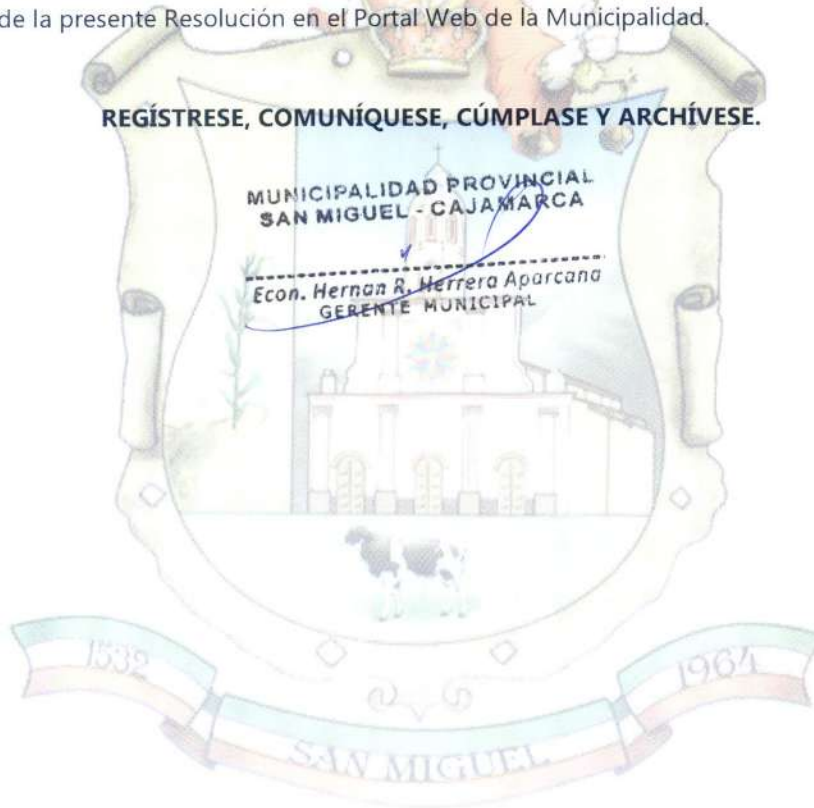 de la presente Resolución en el Portal Web de la Municipalidad.
REGÍSTRESE, COMUNÍQUESE, CÚMPLASE Y ARCHÍVESE.
MUNICIPALIDAD PROVINCIAL
SAN MIGUEL - CAJAMARCA
Econ. Hernan R. Herrera Aparcana
GERENTE MUNICIPAL
1532
1964
SAN MIGUEL